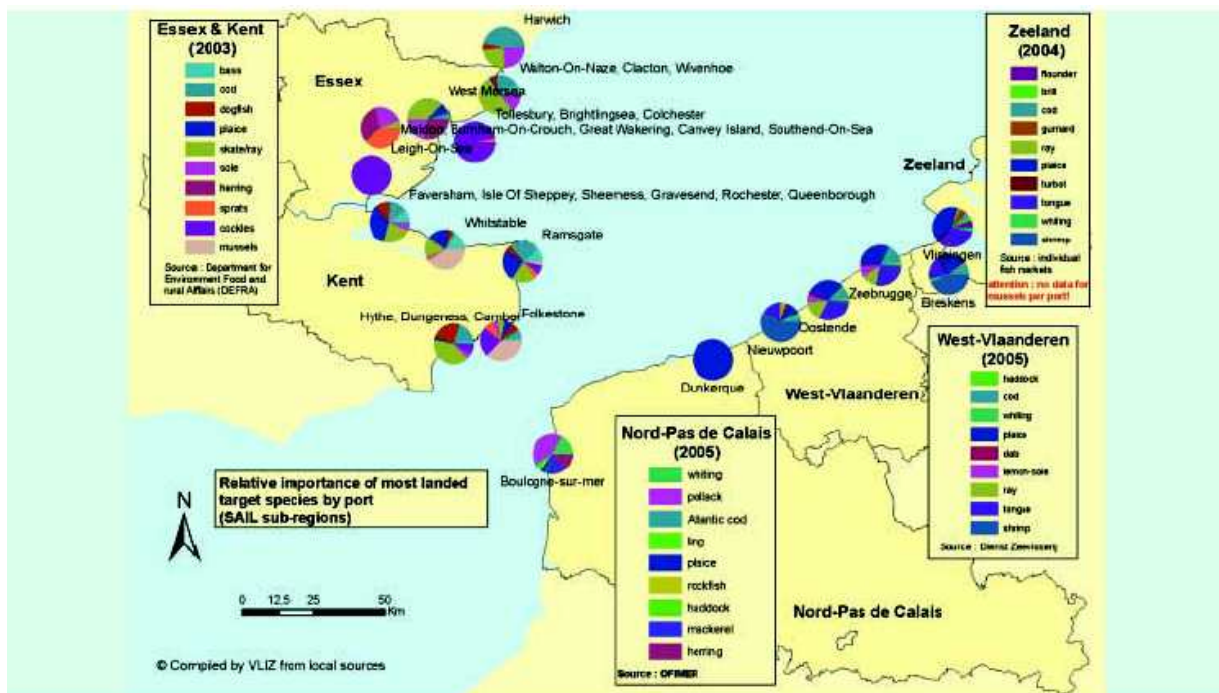 Essex & Kent
(2003)
bass
cod
dogfish
plaice
skate/ray
sole
herring
sprats
cockles
mussels
Source : Department for
Environment Food and
rural Affairs (DEFRA)
Harwich
Essex
Walton-On-Naze, Clacton, Wivenhoe
West Mersea
Tollesbury, Brightlingsea, Colchester
Maldon, Burnham-On-Crouch, Great Wakering, Canvey Island, Southend-On-Sea
Leigh-On-Sea
Faversham, Isle Of Sheppey, Sheerness, Gravesend, Rochester, Queenborough
Whitstable
Ramsgate
Kent
Hythe, Dungeness, Camber
Folkestone
Zeeland
(2004)
flounder
brill
cod
gurnard
ray
plaice
turbot
tongue
whiting
shrimp
Source : individual
fish markets
attention : no data for
mussels per port!
Zeeland
Vlissingen
Breskens
Zeebrugge
Oostende
Nieuwpoort
Dunkerque
West-Vlaanderen
West-Vlaanderen
(2005)
haddock
cod
whiting
plaice
dab
lemon-sole
ray
tongue
shrimp
Source : Dienst Zeevisserij
Boulogne-sur-mer
Nord-Pas de Calais
(2005)
whiting
pollack
Atlantic cod
ling
plaice
rockfish
haddock
mackerel
herring
Source : OFIMER
Nord-Pas de Calais
Relative importance of most landed
target species by port
(SAIL sub-regions)
N
0 12.5 25 50
Km
© Compiled by VLIZ from local sources